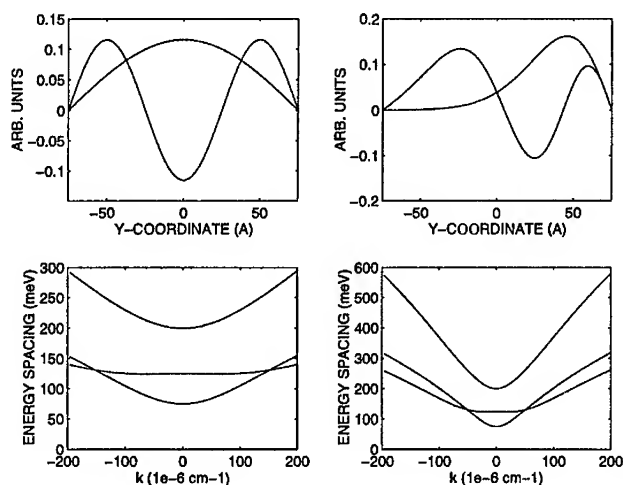 0.15
0.1
0.05
0
-0.05
-0.1
ARB. UNITS
-50 0 50
Y-COORDINATE (A)
0.2
0.1
0
-0.1
-0.2
ARB. UNITS
-50 0 50
Y-COORDINATE (A)
300
250
200
150
100
50
0
ENERGY SPACING (meV)
-200 -100 0 100 200
k (1e-6 cm-1)
600
500
400
300
200
100
0
ENERGY SPACING (meV)
-200 -100 0 100 200
k (1e-6 cm-1)